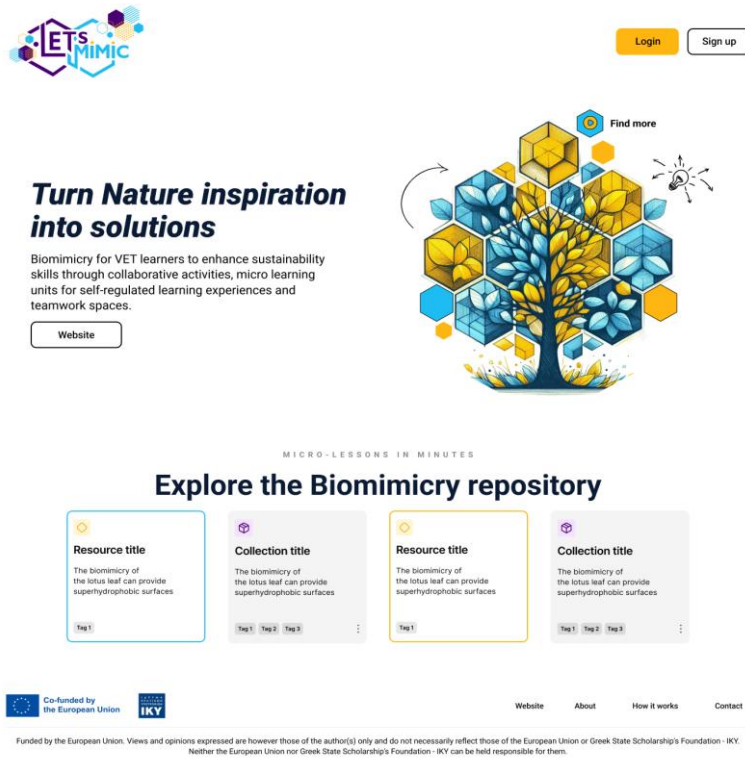 LET'S
MiMiC
Login
Sign up
Find more
Turn Nature inspiration
into solutions
Biomimicry for VET learners to enhance sustainability
skills through collaborative activities, micro learning
units for self-regulated learning experiences and
teamwork spaces.
Website
MICRO-LESSONS IN MINUTES
Explore the Biomimicry repository
Resource title
The biomimicry of
the lotus leaf can provide
superhydrophobic surfaces
Tag 1
Collection title
The biomimicry of
the lotus leaf can provide
superhydrophobic surfaces
Tag 1 Tag 2 Tag 3
Resource title
The biomimicry of
the lotus leaf can provide
superhydrophobic surfaces
Tag 1
Collection title
The biomimicry of
the lotus leaf can provide
superhydrophobic surfaces
Tag 1 Tag 2 Tag 3
Co-funded by
the European Union
IKY
Website About How it works Contact
Funded by the European Union. Views and opinions expressed are however those of the author(s) only and do not necessarily reflect those of the European Union or Greek State Scholarship's Foundation - IKY.
Neither the European Union nor Greek State Scholarship's Foundation - IKY can be held responsible for them.